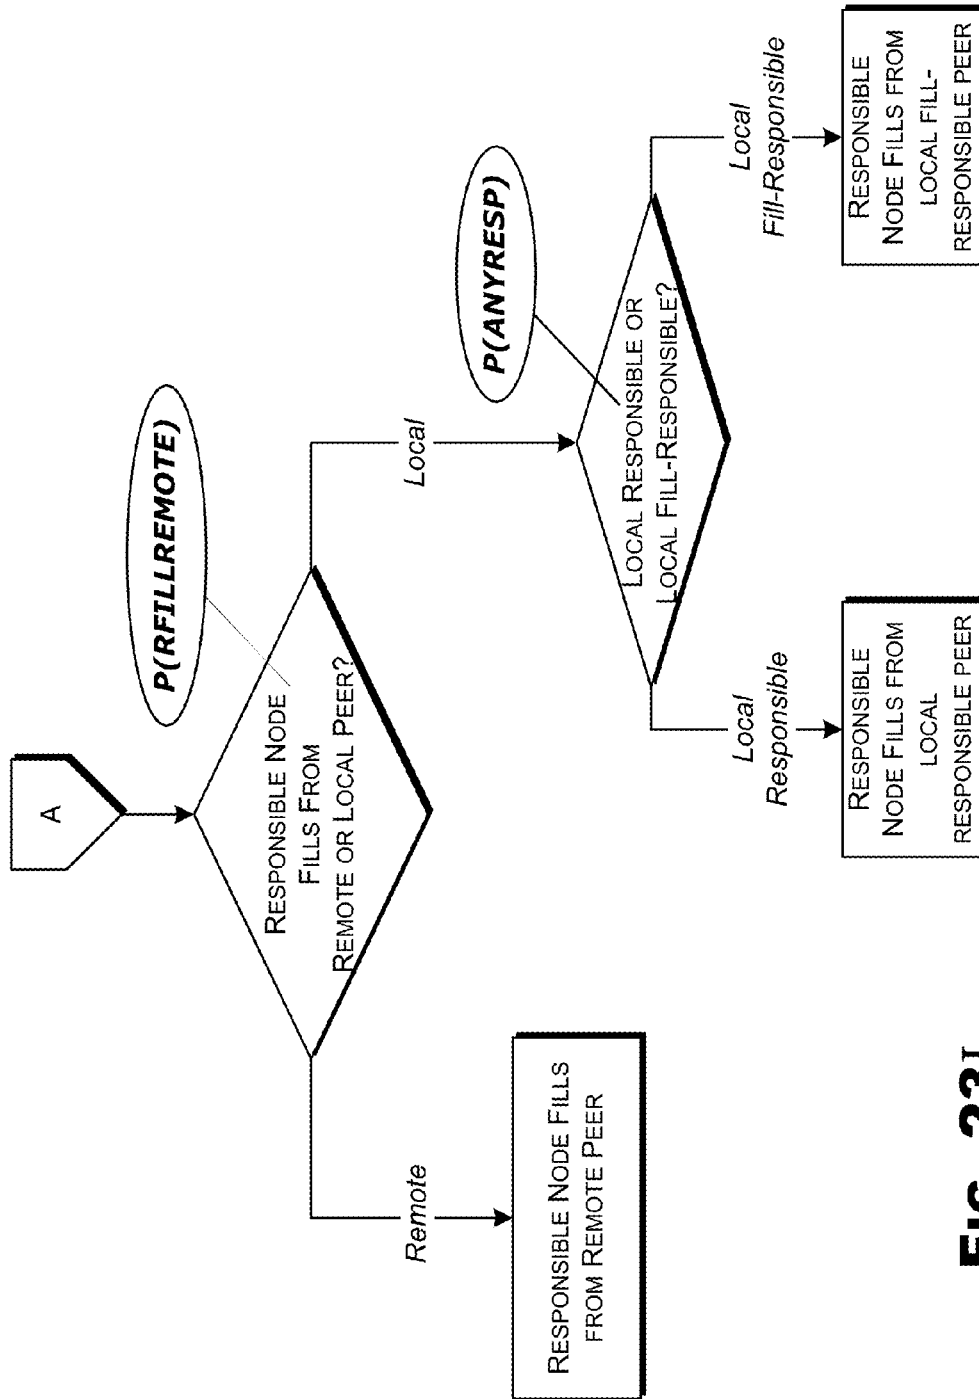 A
P(RFILLREMOTE)
RESPONSIBLE NODE
FILLS FROM
REMOTE OR LOCAL PEER?
Remote
Local
RESPONSIBLE NODE FILLS
FROM REMOTE PEER
P(ANYRESP)
LOCAL RESPONSIBLE OR
LOCAL FILL-RESPONSIBLE?
Local
Responsible
Local
Fill-Responsible
RESPONSIBLE
NODE FILLS FROM
LOCAL
RESPONSIBLE PEER
RESPONSIBLE
NODE FILLS FROM
LOCAL FILL-
RESPONSIBLE PEER
FIG. 23I